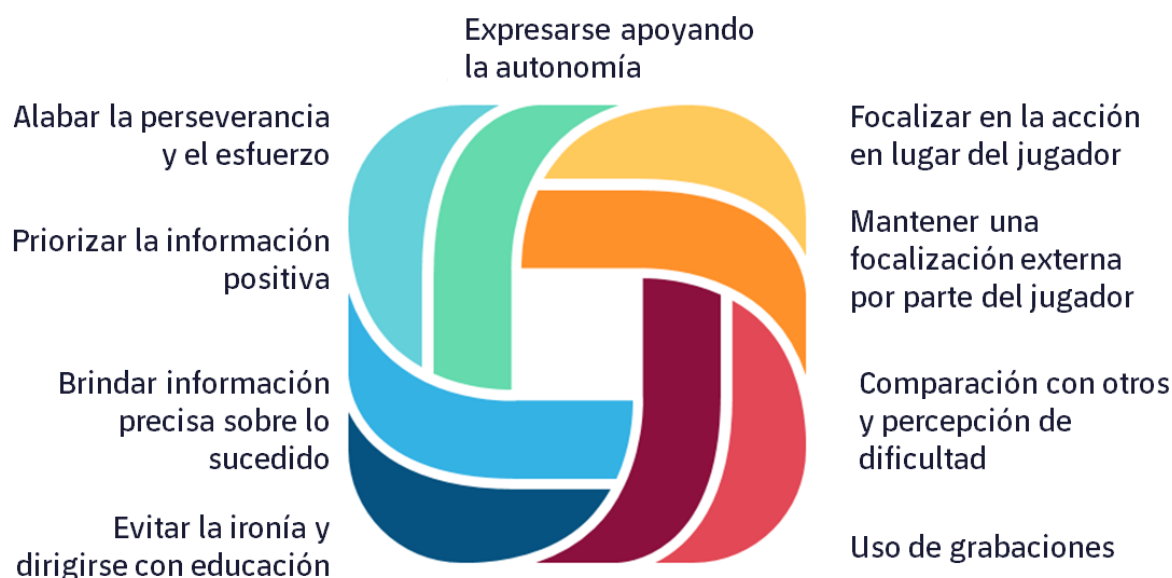 Expresarse apoyando
la autonomía
Alabar la perseverancia
y el esfuerzo
Priorizar la información
positiva
Brindar información
precisa sobre lo
sucedido
Evitar la ironía y
dirigirse con educación
Focalizar en la acción
en lugar del jugador
Mantener una
focalización externa
por parte del jugador
Comparación con otros
y percepción de
dificultad
Uso de grabaciones